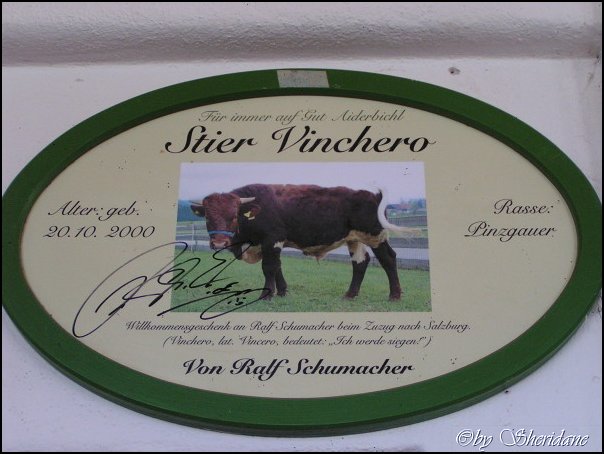 Für immer auf Gut Aiderbichl
Stier Vinchero
Alter: geb.
20. 10. 2000
Rasse:
Pinzgauer
Willkommensgeschenk an Ralf Schumacher beim Zuzug nach Salzburg.
(Vinchero, lat. Vincero, bedeutet: „Ich werde siegen!")
Von Ralf Schumacher
©by Sheridane